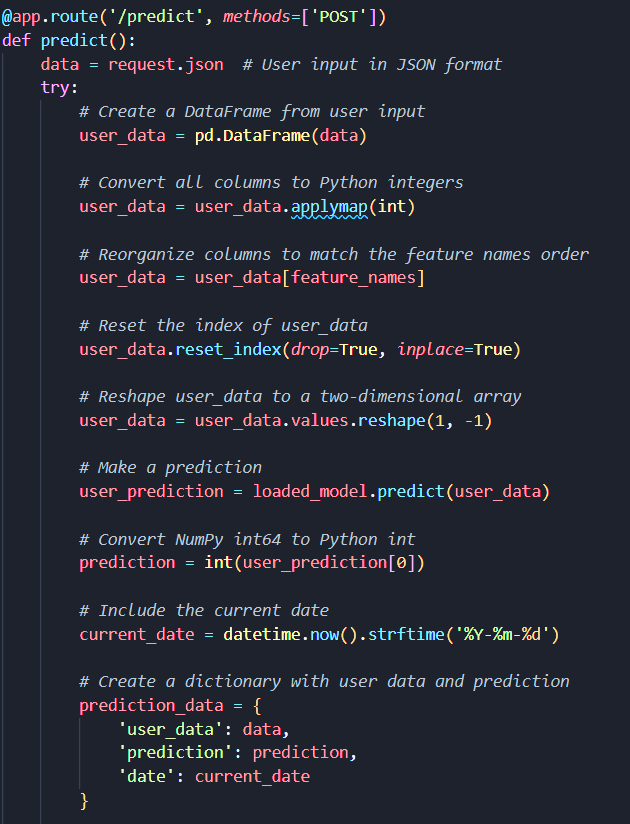 @app.route('/predict', methods=['POST'])
def predict():
    data = request.json  # User input in JSON format
    try:
        # Create a DataFrame from user input
        user_data = pd.DataFrame(data)

        # Convert all columns to Python integers
        user_data = user_data.applymap(int)

        # Reorganize columns to match the feature names order
        user_data = user_data[feature_names]

        # Reset the index of user_data
        user_data.reset_index(drop=True, inplace=True)

        # Reshape user_data to a two-dimensional array
        user_data = user_data.values.reshape(1, -1)

        # Make a prediction
        user_prediction = loaded_model.predict(user_data)

        # Convert NumPy int64 to Python int
        prediction = int(user_prediction[0])

        # Include the current date
        current_date = datetime.now().strftime('%Y-%m-%d')

        # Create a dictionary with user data and prediction
        prediction_data = {
            'user_data': data,
            'prediction': prediction,
            'date': current_date
        }